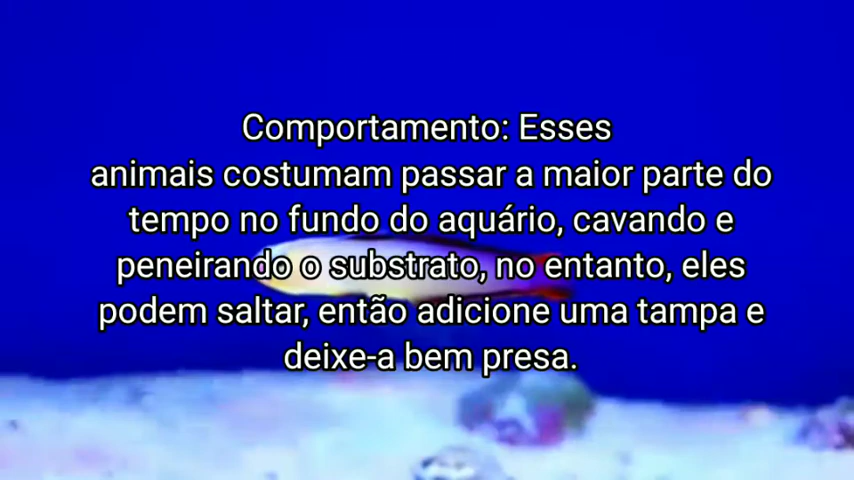 Comportamento: Esses
animais costumam passar a maior parte do
tempo no fundo do aquário, cavando e
peneirando o substrato, no entanto, eles
podem saltar, então adicione uma tampa e
deixe-a bem presa.